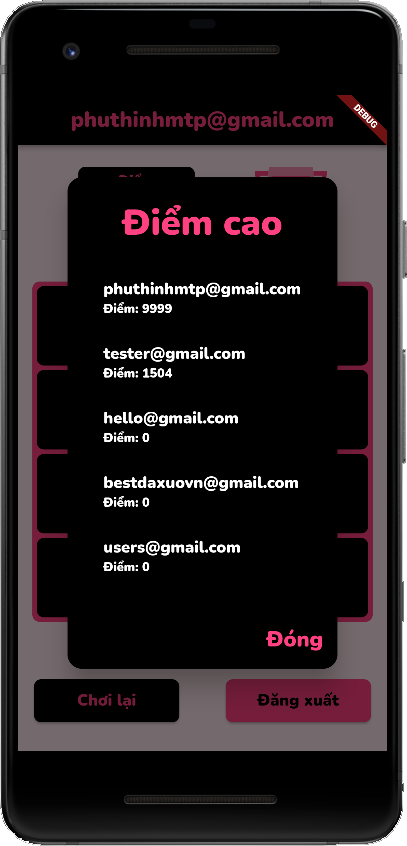 phuthinhmtp@gmail.com
DEBUG
Điểm cao
phuthinhmtp@gmail.com
Điểm: 9999
tester@gmail.com
Điểm: 1504
hello@gmail.com
Điểm: 0
bestdaxuovn@gmail.com
Điểm: 0
users@gmail.com
Điểm: 0
Đóng
Chơi lại
Đăng xuất